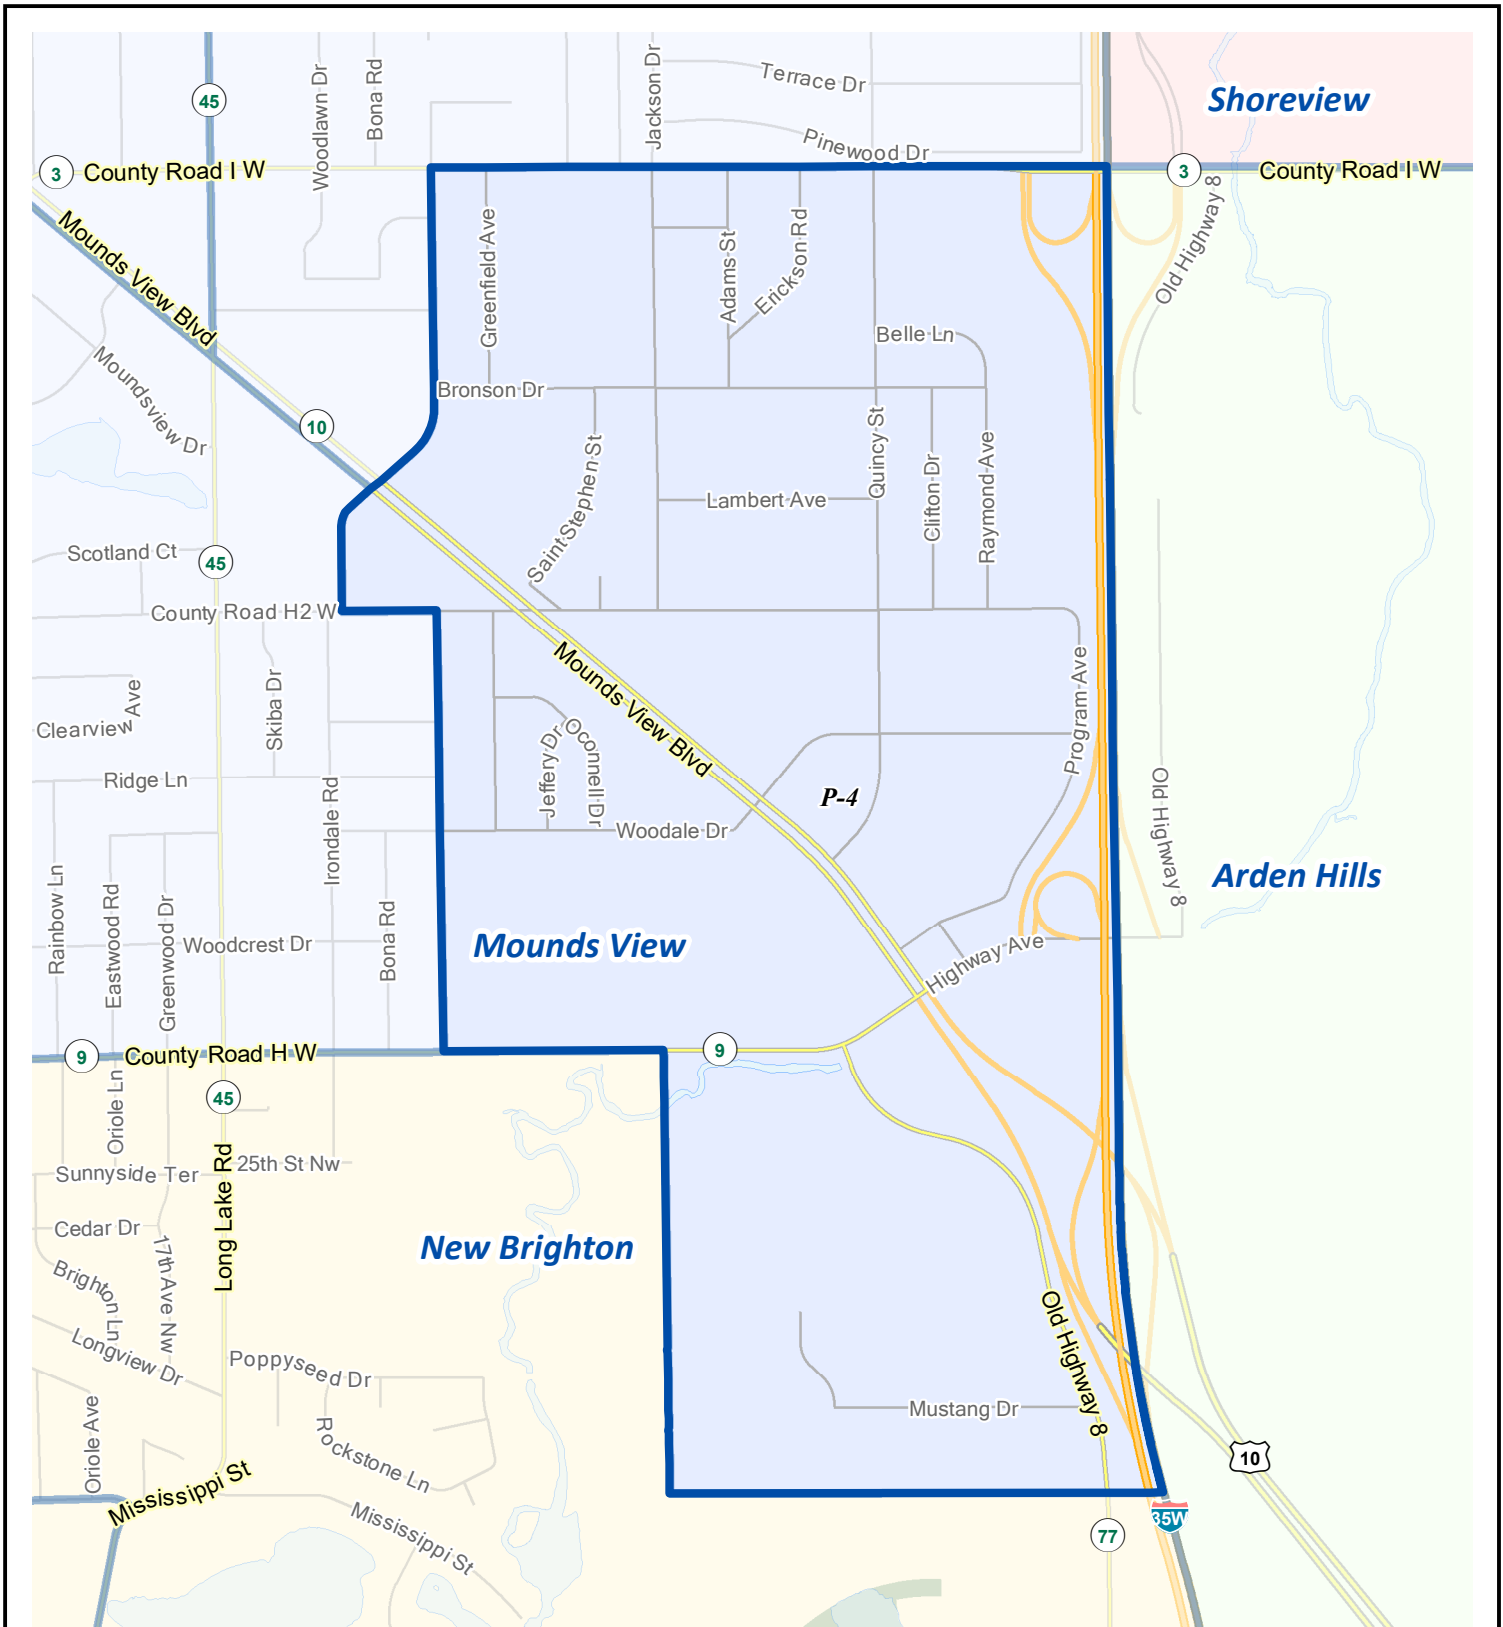 Terrace Dr
Shoreview
45
Woodlawn Dr
Bona Rd
Jackson Dr
Pinewood Dr
3
County Road I W
3
County Road I W
Mounds View Blvd
Greenfield Ave
Adams St
Erickson Rd
Old Highway 8
Belle Ln
Moundsview Dr
Bronson Dr
10
Saint Stephen St
Quincy St
Clifton Dr
Raymond Ave
Lambert Ave
Scotland Ct
45
County Road H2 W
Mounds View Blvd
Program Ave
Skiba Dr
Clearview Ave
Jeffery Dr
Oconnell Dr
Ridge Ln
Irondale Rd
P-4
Old Highway 8
Woodale Dr
Arden Hills
Rainbow Ln
Eastwood Rd
Greenwood Dr
Woodcrest Dr
Bona Rd
Mounds View
Highway Ave
9
County Road H W
9
45
Oriole Ln
Sunnyside Ter
25th St Nw
Long Lake Rd
Cedar Dr
17th Ave Nw
New Brighton
Brighton Ln
Longview Dr
Old Highway 8
Poppyseed Dr
Mustang Dr
Oriole Ave
Rockstone Ln
10
Mississippi St
Mississippi St
35W
77